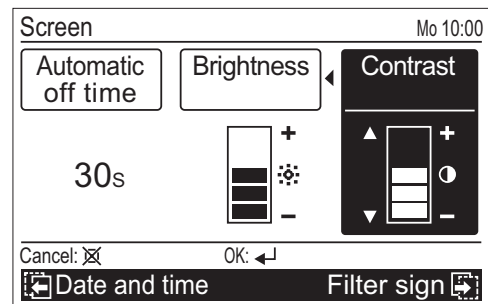 Screen Mo 10:00
Automatic off time Brightness Contrast
30s + - + -
Cancel: OK:
Date and time Filter sign